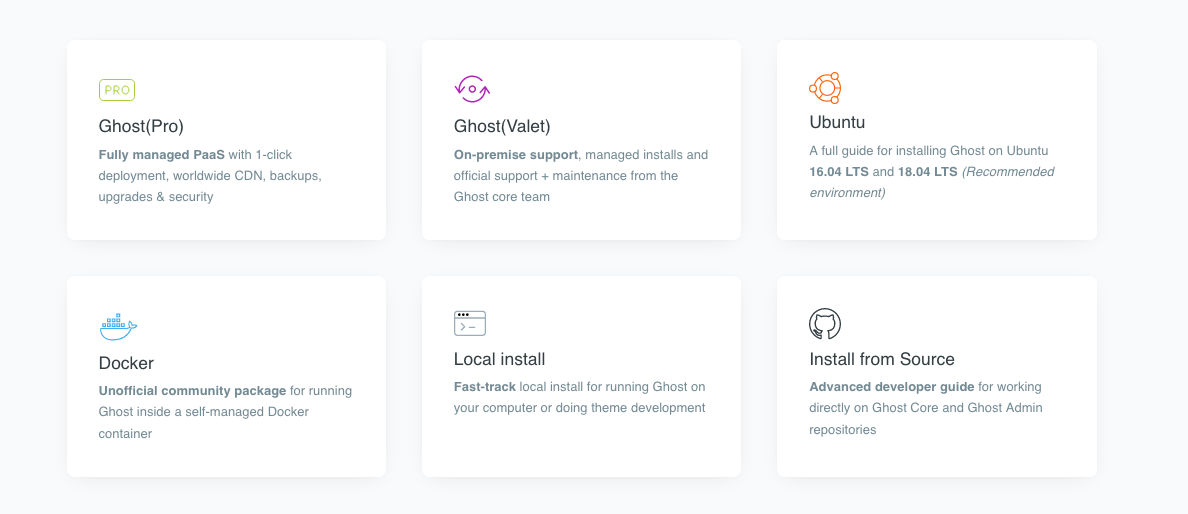 PRO
Ghost(Pro)
Fully managed PaaS with 1-click
deployment, worldwide CDN, backups,
upgrades & security
Ghost(Valet)
On-premise support, managed installs and
official support + maintenance from the
Ghost core team
Ubuntu
A full guide for installing Ghost on Ubuntu
16.04 LTS and 18.04 LTS (Recommended
environment)
Docker
Unofficial community package for running
Ghost inside a self-managed Docker
container
Local install
Fast-track local install for running Ghost on
your computer or doing theme development
Install from Source
Advanced developer guide for working
directly on Ghost Core and Ghost Admin
repositories